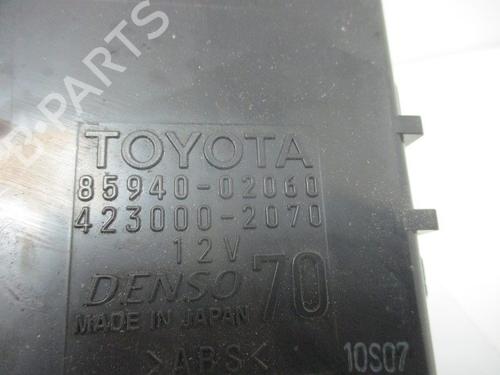 B-PARTS
TOYOTA
85940-02060
423000-2070
12V
DENSO 70
MADE IN JAPAN
>ABS<
10S07